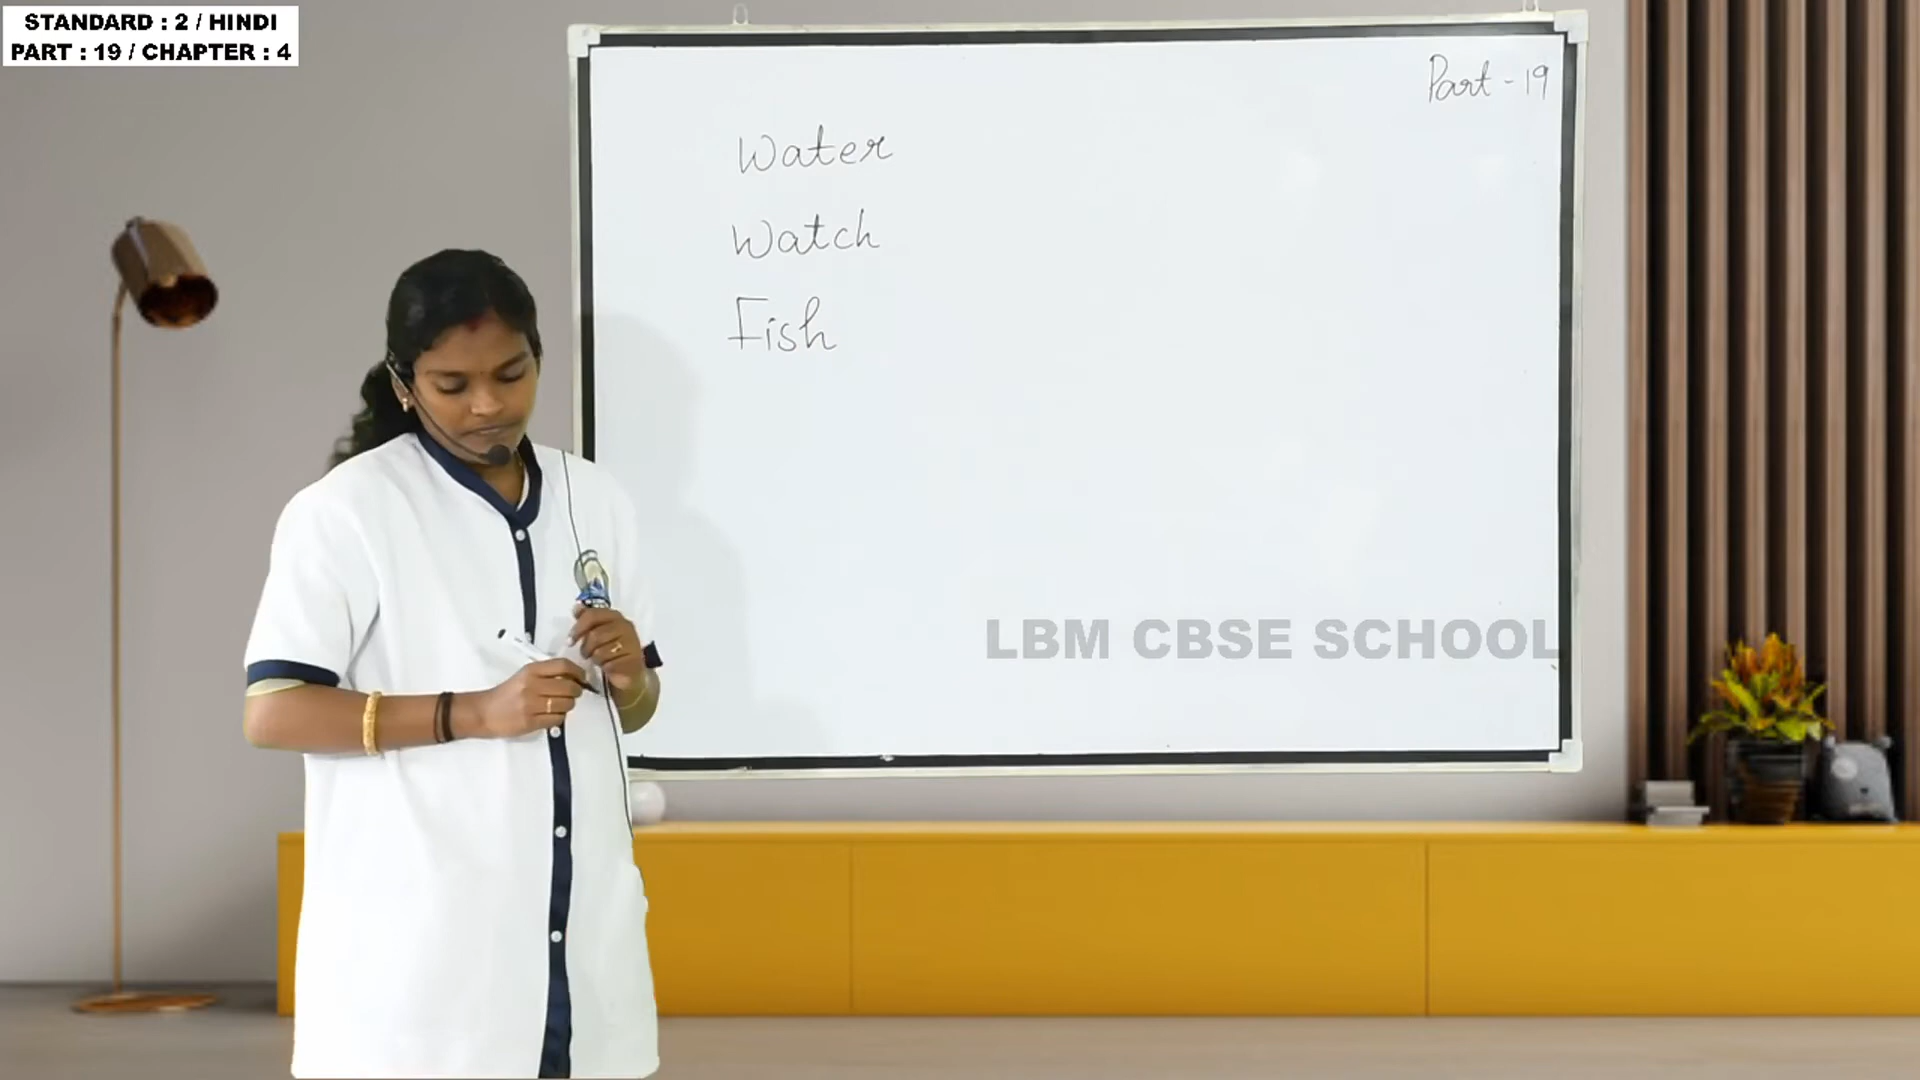 STANDARD : 2 / HINDI
PART : 19 / CHAPTER : 4
Part - 19
Water
Watch
Fish
LBM CBSE SCHOOL